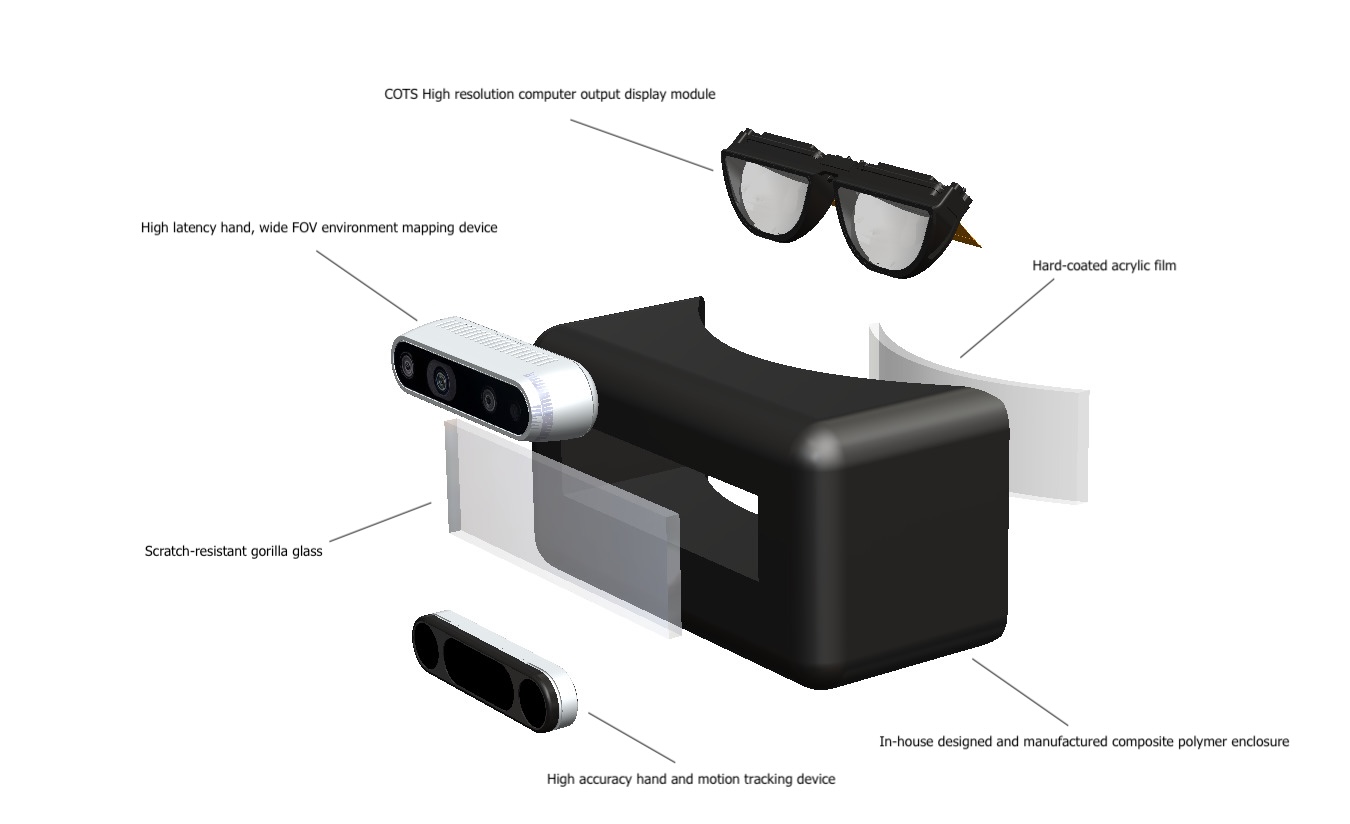 COTS High resolution computer output display module
High latency hand, wide FOV environment mapping device
Hard-coated acrylic film
Scratch-resistant gorilla glass
In-house designed and manufactured composite polymer enclosure
High accuracy hand and motion tracking device